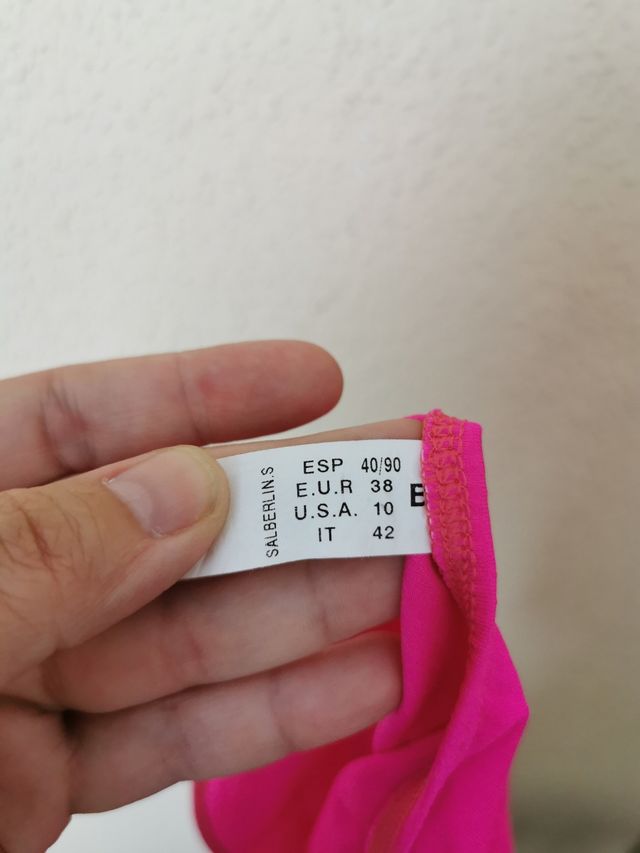 SALBERLIN.S
ESP 40/90
E.U.R 38
U.S.A. 10
IT 42
B